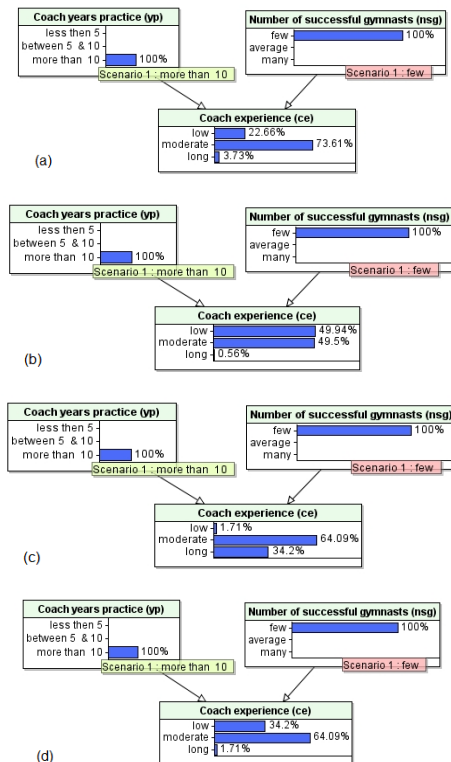 Coach years practice (yp)
less then 5
between 5 & 10
more than 10 100%
Scenario 1 : more than 10
Number of successful gymnasts (nsg)
few 100%
average
many
Scenario 1 : few
Coach experience (ce)
low 22.66%
moderate 73.61%
long 3.73%
(a)
Coach years practice (yp)
less then 5
between 5 & 10
more than 10 100%
Scenario 1 : more than 10
Number of successful gymnasts (nsg)
few 100%
average
many
Scenario 1 : few
Coach experience (ce)
low 49.94%
moderate 49.5%
long 0.56%
(b)
Coach years practice (yp)
less then 5
between 5 & 10
more than 10 100%
Scenario 1 : more than 10
Number of successful gymnasts (nsg)
few 100%
average
many
Scenario 1 : few
Coach experience (ce)
low 1.71%
moderate 64.09%
long 34.2%
(c)
Coach years practice (yp)
less then 5
between 5 & 10
more than 10 100%
Scenario 1 : more than 10
Number of successful gymnasts (nsg)
few 100%
average
many
Scenario 1 : few
Coach experience (ce)
low 34.2%
moderate 64.09%
long 1.71%
(d)